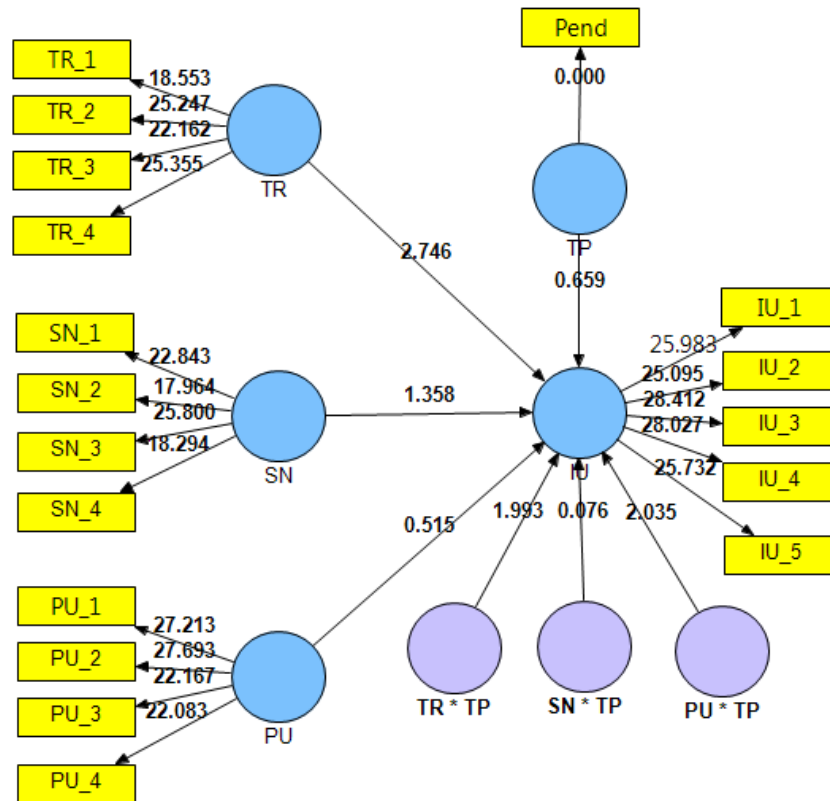 Pend
0.000
TP
0.659
TR_1
18.553
TR_2
25.247
TR_3
22.162
TR_4
25.355
TR
2.746
SN_1
22.843
SN_2
17.964
SN_3
25.800
SN_4
18.294
SN
1.358
PU_1
27.213
PU_2
27.693
PU_3
22.167
PU_4
22.083
PU
0.515
IU
IU_1
25.983
IU_2
25.095
IU_3
28.412
IU_4
28.027
IU_5
25.732
1.993
0.076
2.035
TR * TP
SN * TP
PU * TP